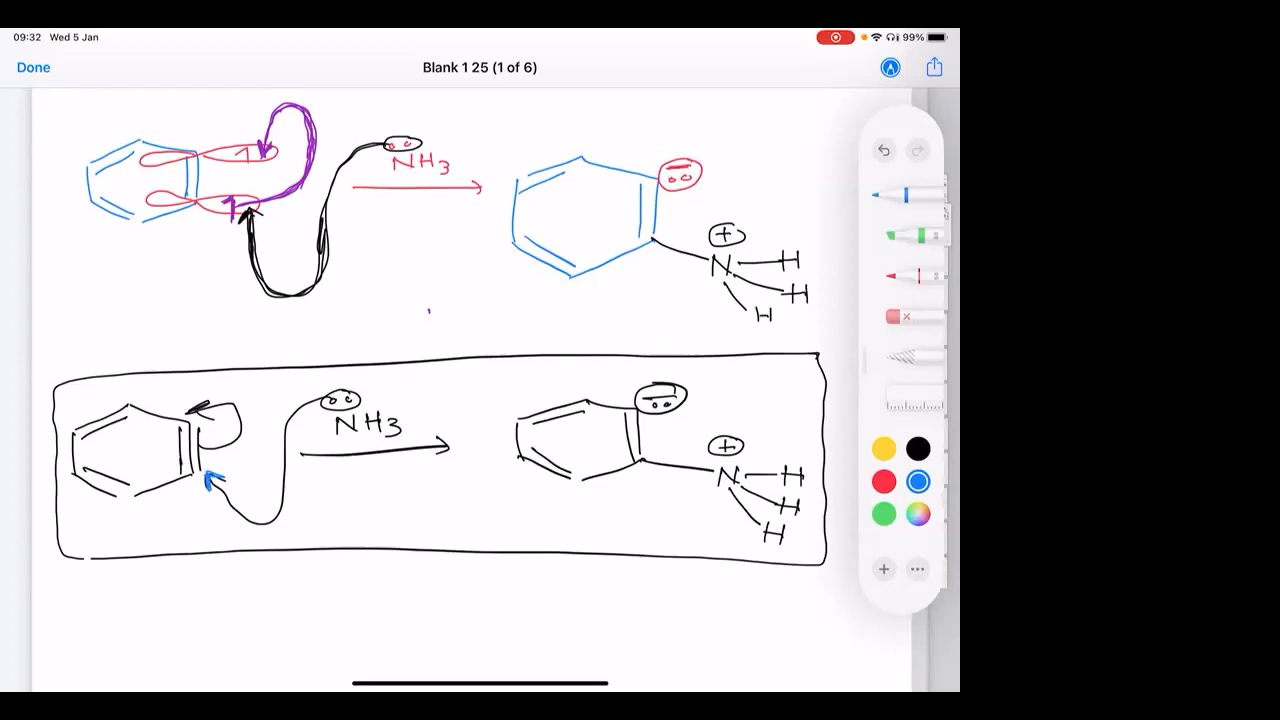 09:32 Wed 5 Jan
99%
Done
Blank 1 25 (1 of 6)
NH3
+
N H
H
H
NH3
+
N H
H
H